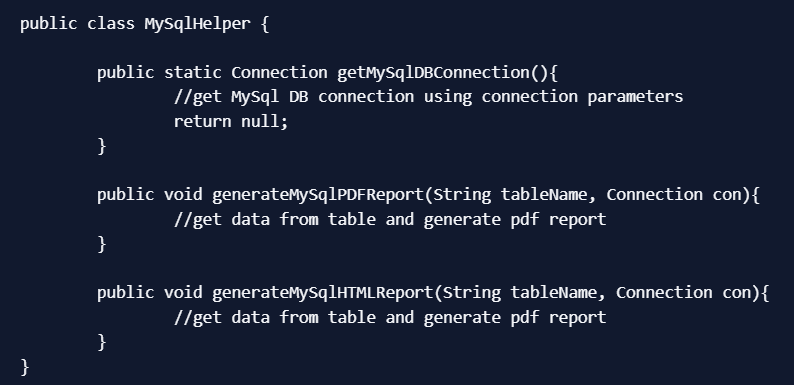 public class MySqlHelper {
public static Connection getMySqlDBConnection(){
//get MySql DB connection using connection parameters
return null;
}
public void generateMySqlPDFReport(String tableName, Connection con){
//get data from table and generate pdf report
}
public void generateMySqlHTMLReport(String tableName, Connection con){
//get data from table and generate pdf report
}
}